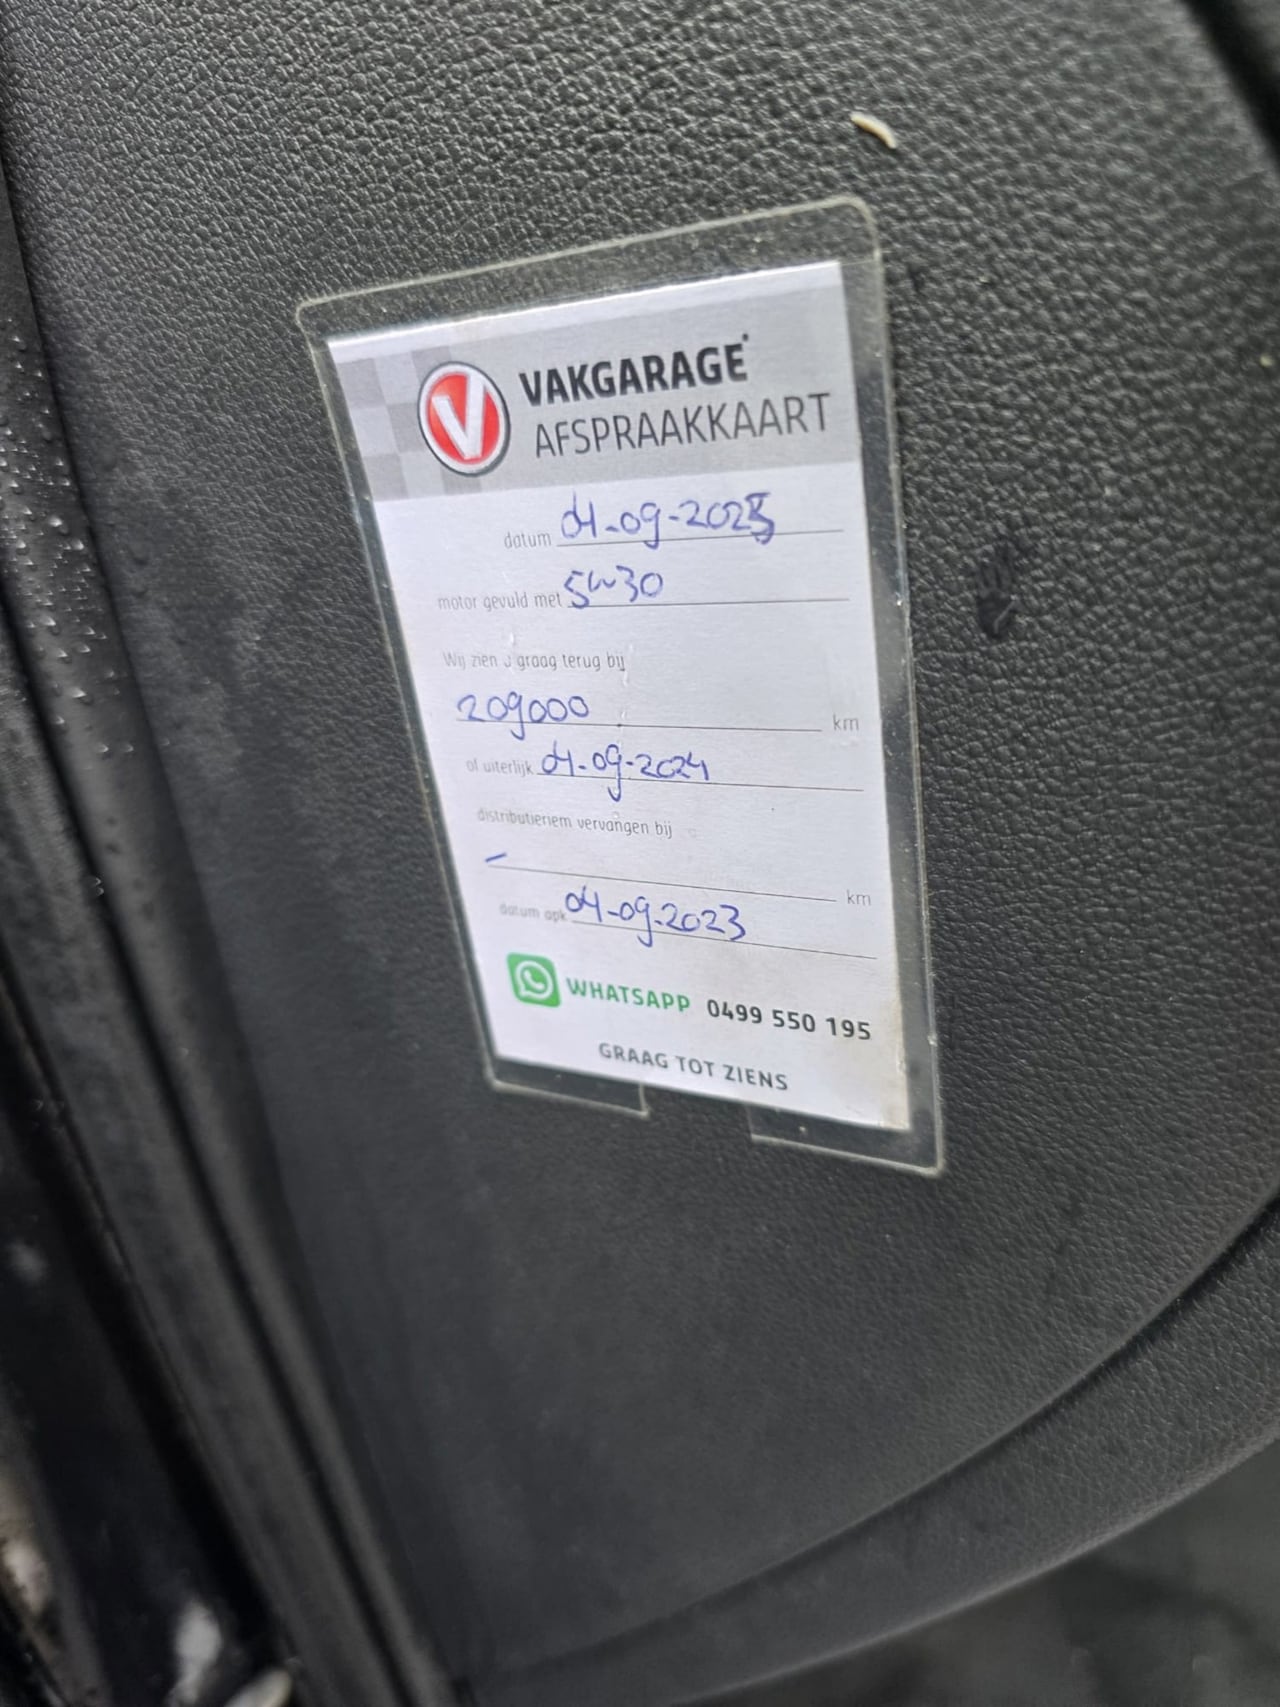 VAKGARAGE
AFSPRAAKKAART
datum 04-09-2023
motor gevuld met 5w30
Wij zien u graag terug bij
209000 km
of uiterlijk 04-09-2024
distributieriem vervangen bij
– km
datum apk 04-09-2023
WHATSAPP 0499 550 195
GRAAG TOT ZIENS